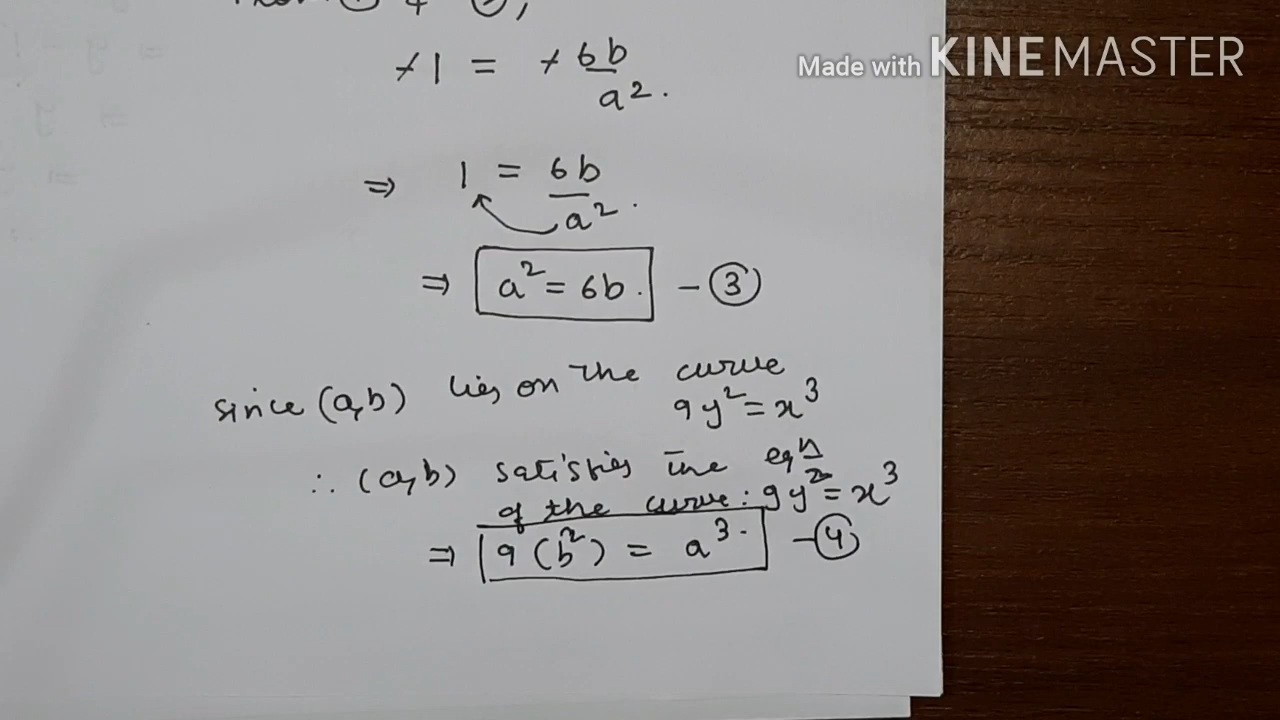 Made with KINEMASTER
≠1 = ≠ 6b/a².
⇒ 1 = 6b/a².
⇒ a² = 6b. - ③
since (a,b) lies on the curve
9y² = x³
∴ (a,b) satisfies the eqn
of the curve: 9y² = x³
⇒ 9(b²) = a³. - ④